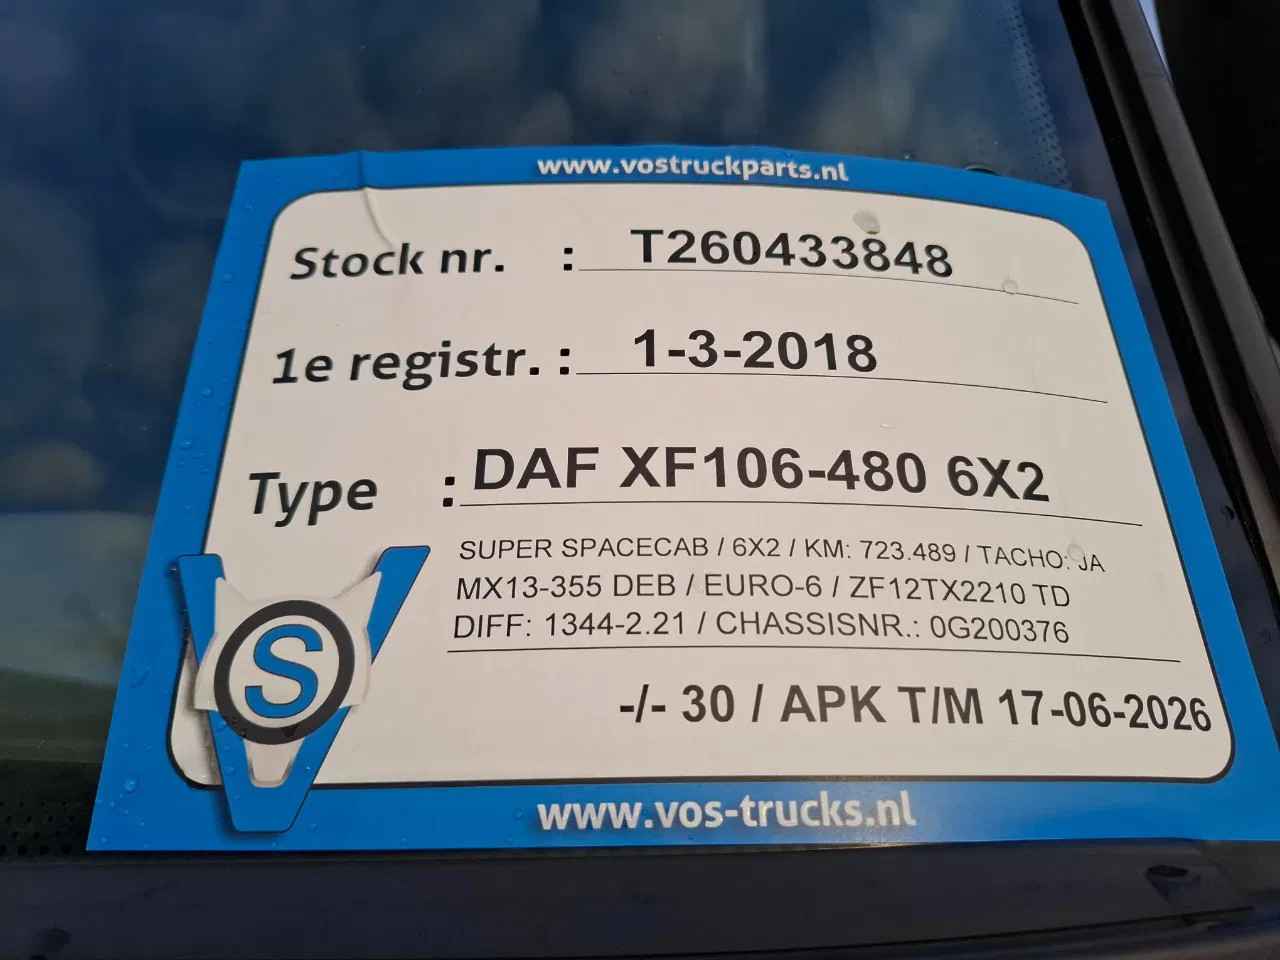 www.vostruckparts.nl
Stock nr. : T260433848
1e registr. : 1-3-2018
Type : DAF XF106-480 6X2
SUPER SPACECAB / 6X2 / KM: 723.489 / TACHO: JA
MX13-355 DEB / EURO-6 / ZF12TX2210 TD
DIFF: 1344-2.21 / CHASSISNR.: 0G200376
-/- 30 / APK T/M 17-06-2026
VOS
www.vos-trucks.nl